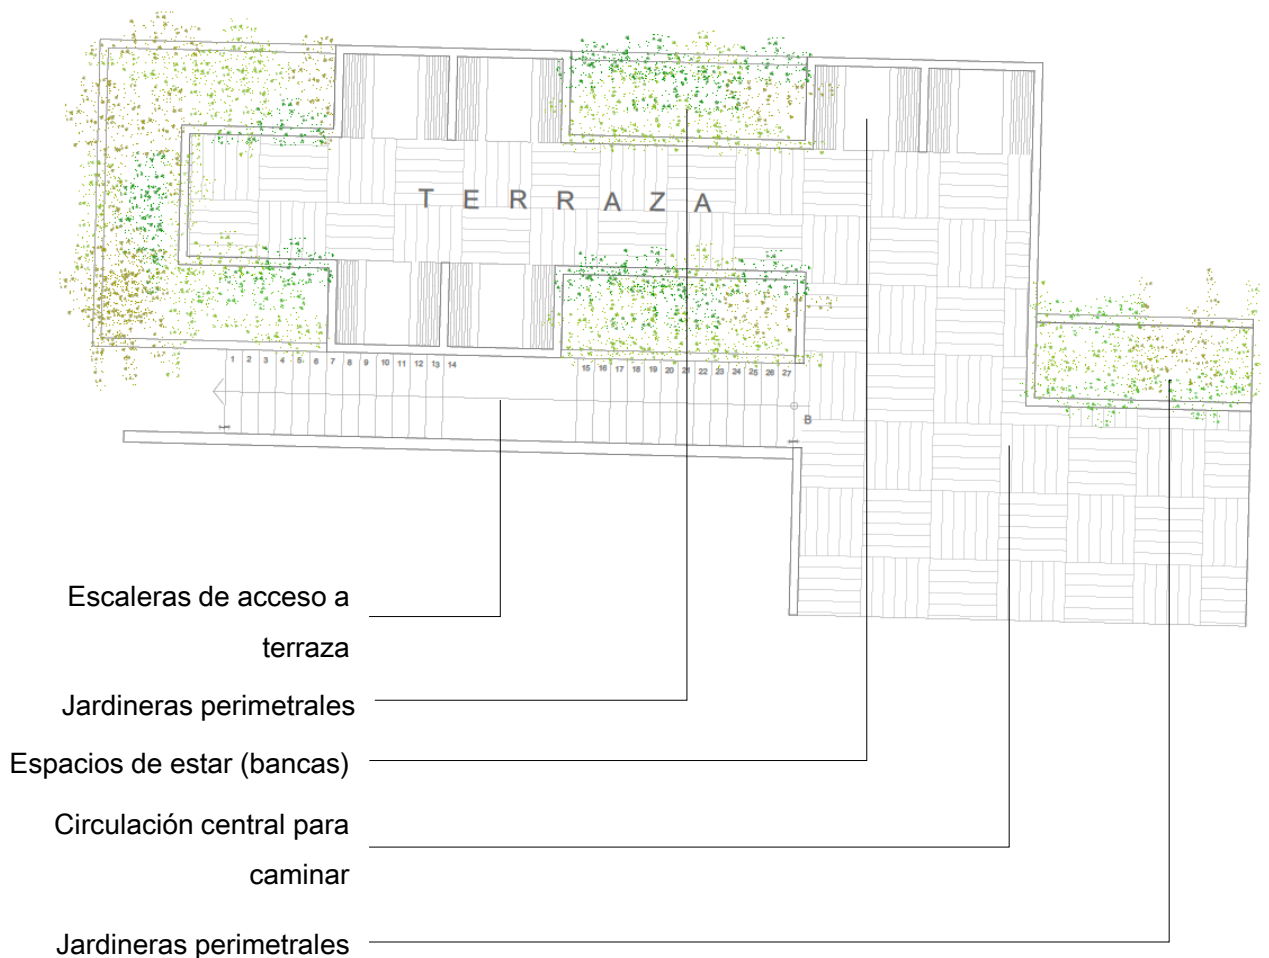 T E R R A Z A
1 2 3 4 5 6 7 8 9 10 11 12 13 14
15 16 17 18 19 20 21 22 23 24 25 26 27
B
Escaleras de acceso a
terraza
Jardineras perimetrales
Espacios de estar (bancas)
Circulación central para
caminar
Jardineras perimetrales